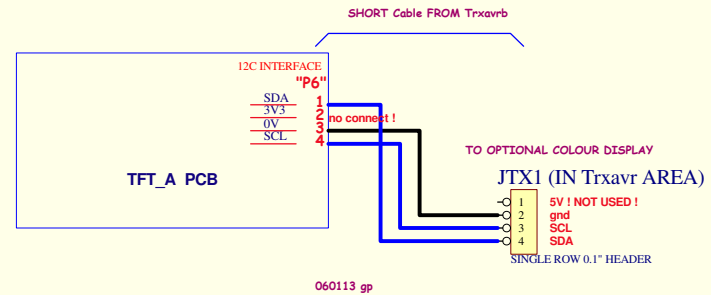 SHORT Cable FROM Trxavrb
12C INTERFACE
"P6"
SDA 1
3V3 2 no connect !
0V 3
SCL 4
TFT_A PCB
TO OPTIONAL COLOUR DISPLAY
JTX1 (IN Trxavr AREA)
1 5V ! NOT USED !
2 gnd
3 SCL
4 SDA
SINGLE ROW 0.1" HEADER
060113 gp